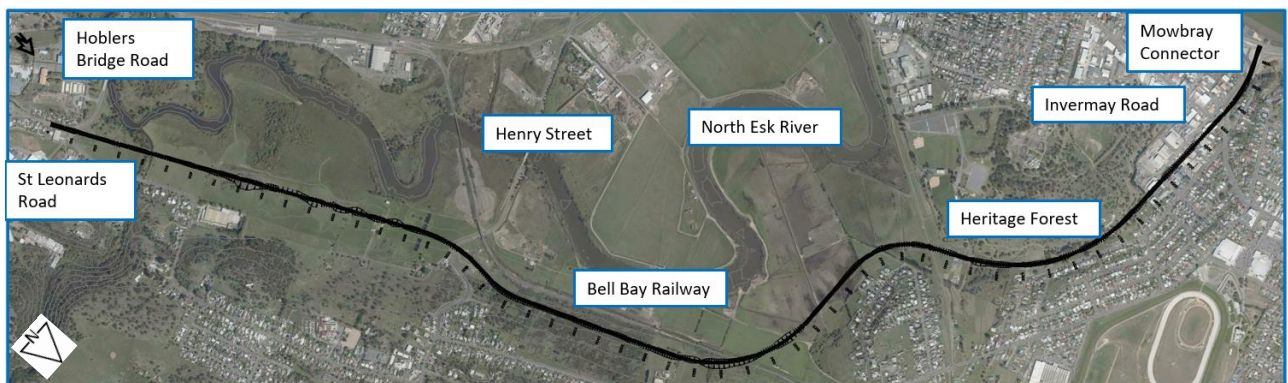 Hoblers
Bridge Road
Mowbray
Connector
Invermay Road
Henry Street
North Esk River
St Leonards
Road
Heritage Forest
Bell Bay Railway
N